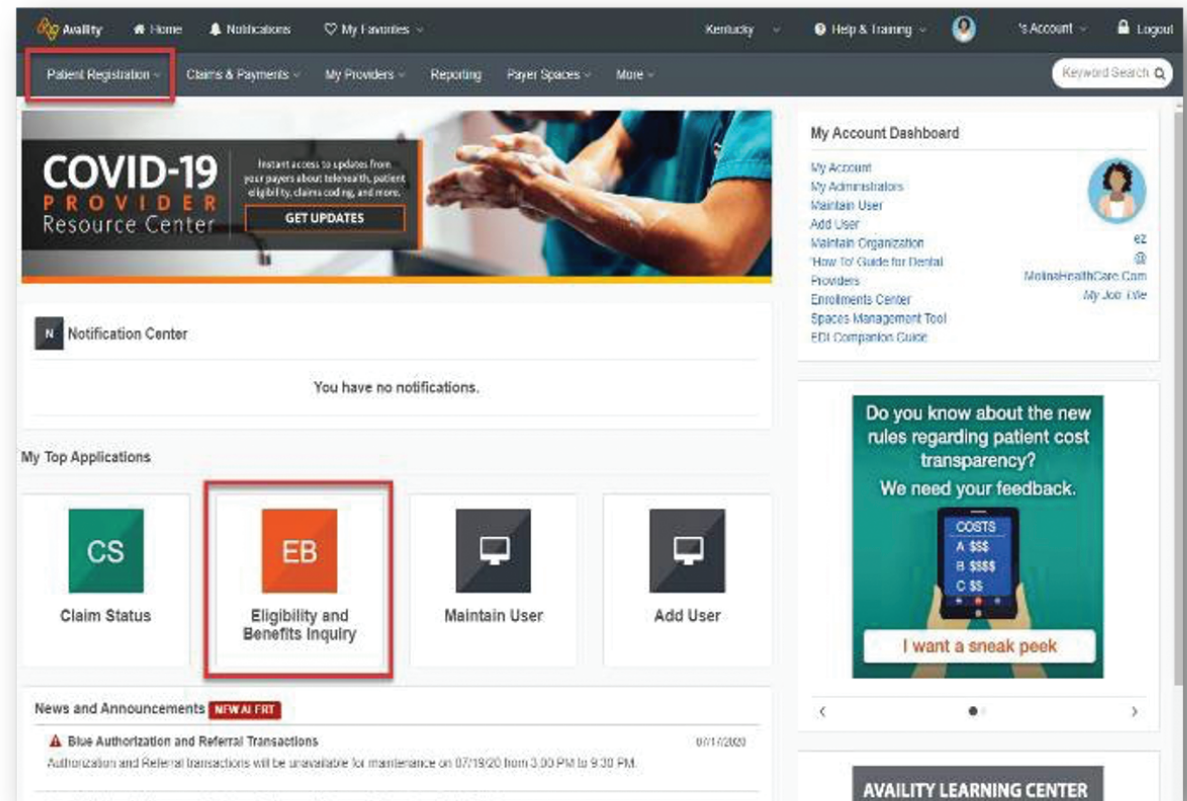 Availity Home Notifications My Favorites Kentucky Help & Training 's Account Logout
Patient Registration Claims & Payments My Providers Reporting Payer Spaces More Keyword Search
COVID-19
PROVIDER
Resource Center
Instant access to updates from
your payers about telehealth, patient
eligibility, claims coding, and more.
GET UPDATES
My Account Dashboard
My Account
My Administrators
Maintain User
Add User
Maintain Organization
'How To' Guide for Dental
Providers
Enrollments Center
Spaces Management Tool
EDI Companion Guide
ez
@
MolinaHealthCare.Com
My Job Title
N Notification Center
You have no notifications.
My Top Applications
CS
Claim Status
EB
Eligibility and
Benefits Inquiry
Maintain User
Add User
Do you know about the new
rules regarding patient cost
transparency?
We need your feedback.
COSTS
A $$$
B $$$$
C $$
I want a sneak peek
News and Announcements NEW ALERT
Blue Authorization and Referral Transactions 07/17/2020
Authorization and Referral transactions will be unavailable for maintenance on 07/19/20 from 3:00 PM to 9:30 PM.
AVAILITY LEARNING CENTER